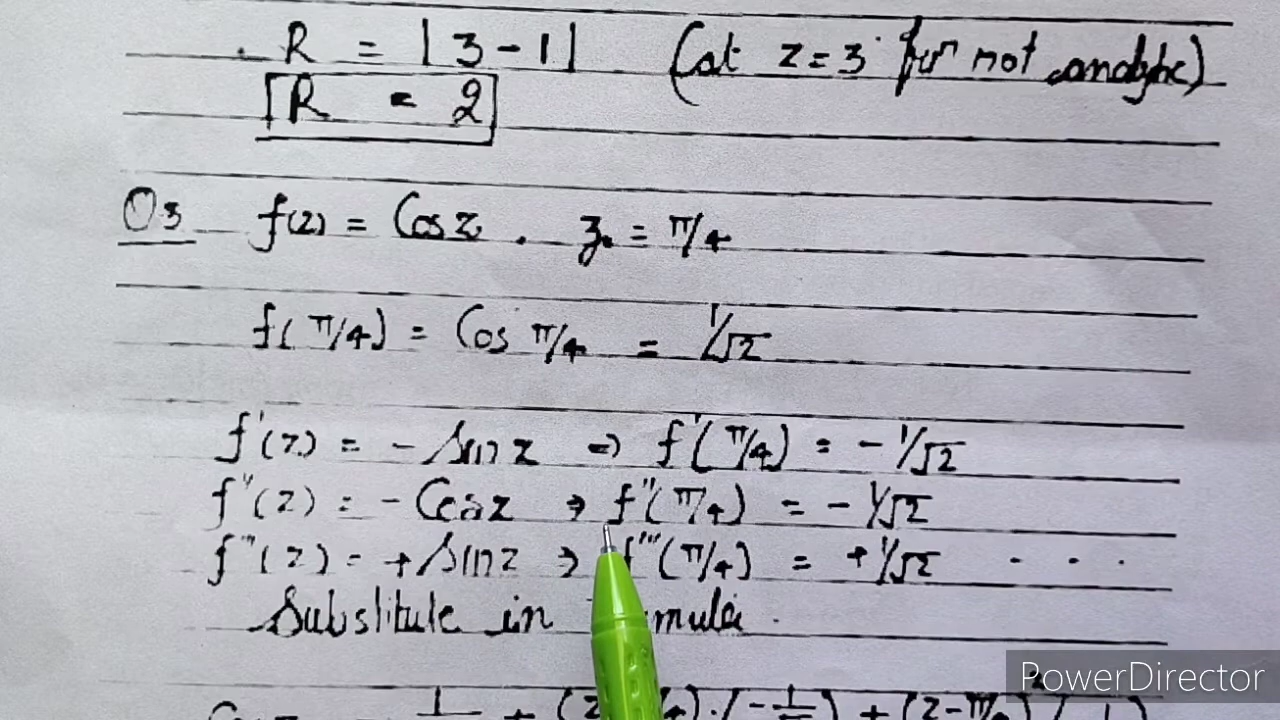 . R = |3-1| (at z=3 fun not analytic)
R = 2
Q3 f(z) = Cos z . z₀ = π/4
f(π/4) = Cos π/4 = 1/√2
f'(z) = - Sin z ⇒ f'(π/4) = - 1/√2
f''(z) = - Cos z ⇒ f''(π/4) = - 1/√2
f'''(z) = + Sin z ⇒ f'''(π/4) = + 1/√2 . . .
Substitute in
PowerDirector